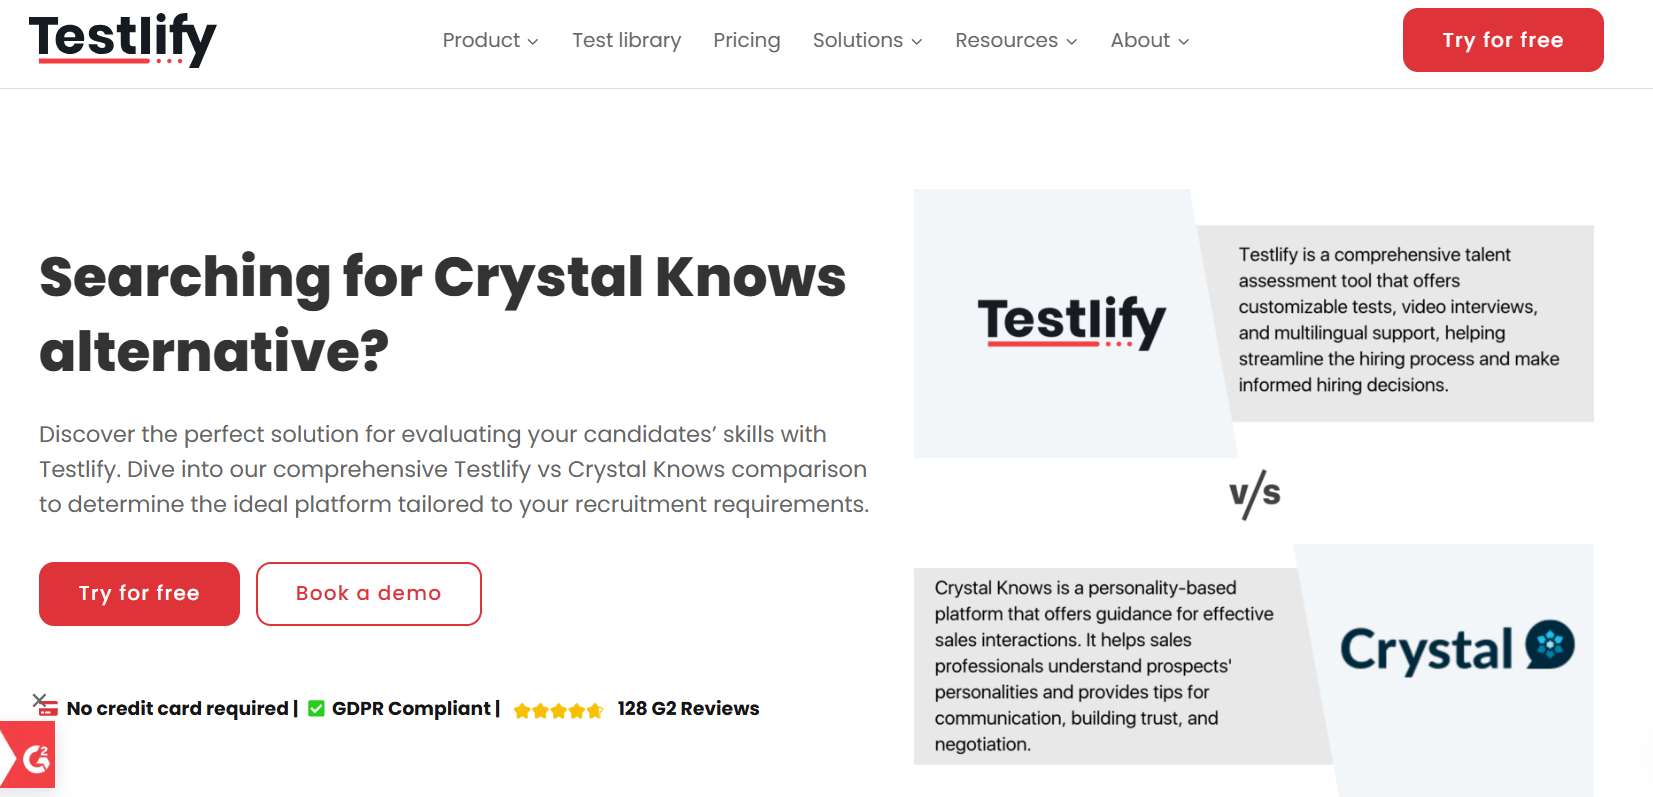 Testlify
Product
Test library
Pricing
Solutions
Resources
About
Try for free
Searching for Crystal Knows
alternative?
Discover the perfect solution for evaluating your candidates’ skills with
Testlify. Dive into our comprehensive Testlify vs Crystal Knows comparison
to determine the ideal platform tailored to your recruitment requirements.
Try for free
Book a demo
No credit card required |
GDPR Compliant |
128 G2 Reviews
G2
Testlify
Testlify is a comprehensive talent
assessment tool that offers
customizable tests, video interviews,
and multilingual support, helping
streamline the hiring process and make
informed hiring decisions.
v/s
Crystal Knows is a personality-based
platform that offers guidance for effective
sales interactions. It helps sales
professionals understand prospects'
personalities and provides tips for
communication, building trust, and
negotiation.
Crystal